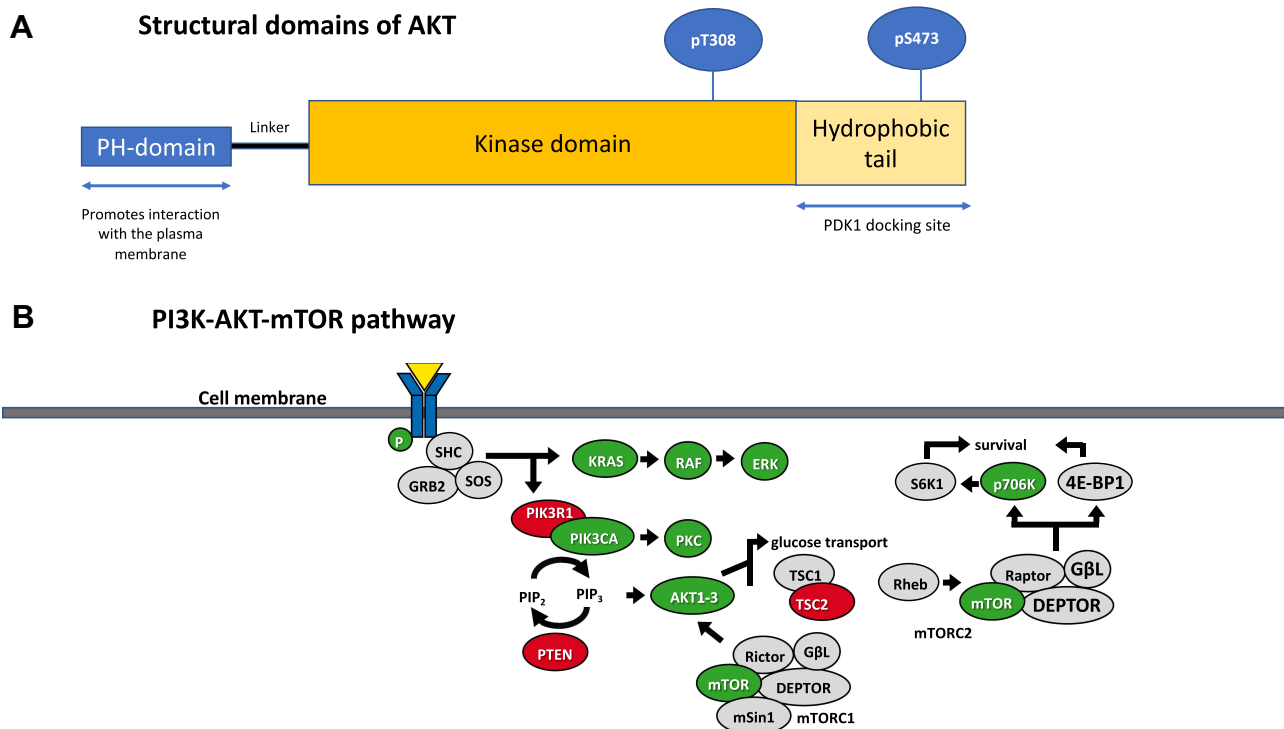 A
Structural domains of AKT
pT308
pS473
PH-domain
Linker
Kinase domain
Hydrophobic
tail
Promotes interaction
with the plasma
membrane
PDK1 docking site
B
PI3K-AKT-mTOR pathway
Cell membrane
P
SHC
GRB2
SOS
KRAS
RAF
ERK
PIK3R1
PIK3CA
PKC
PIP2
PIP3
PTEN
AKT1-3
glucose transport
TSC1
TSC2
Rictor
GβL
mTOR
DEPTOR
mSin1
mTORC1
survival
S6K1
p706K
4E-BP1
Rheb
Raptor
GβL
mTOR
DEPTOR
mTORC2